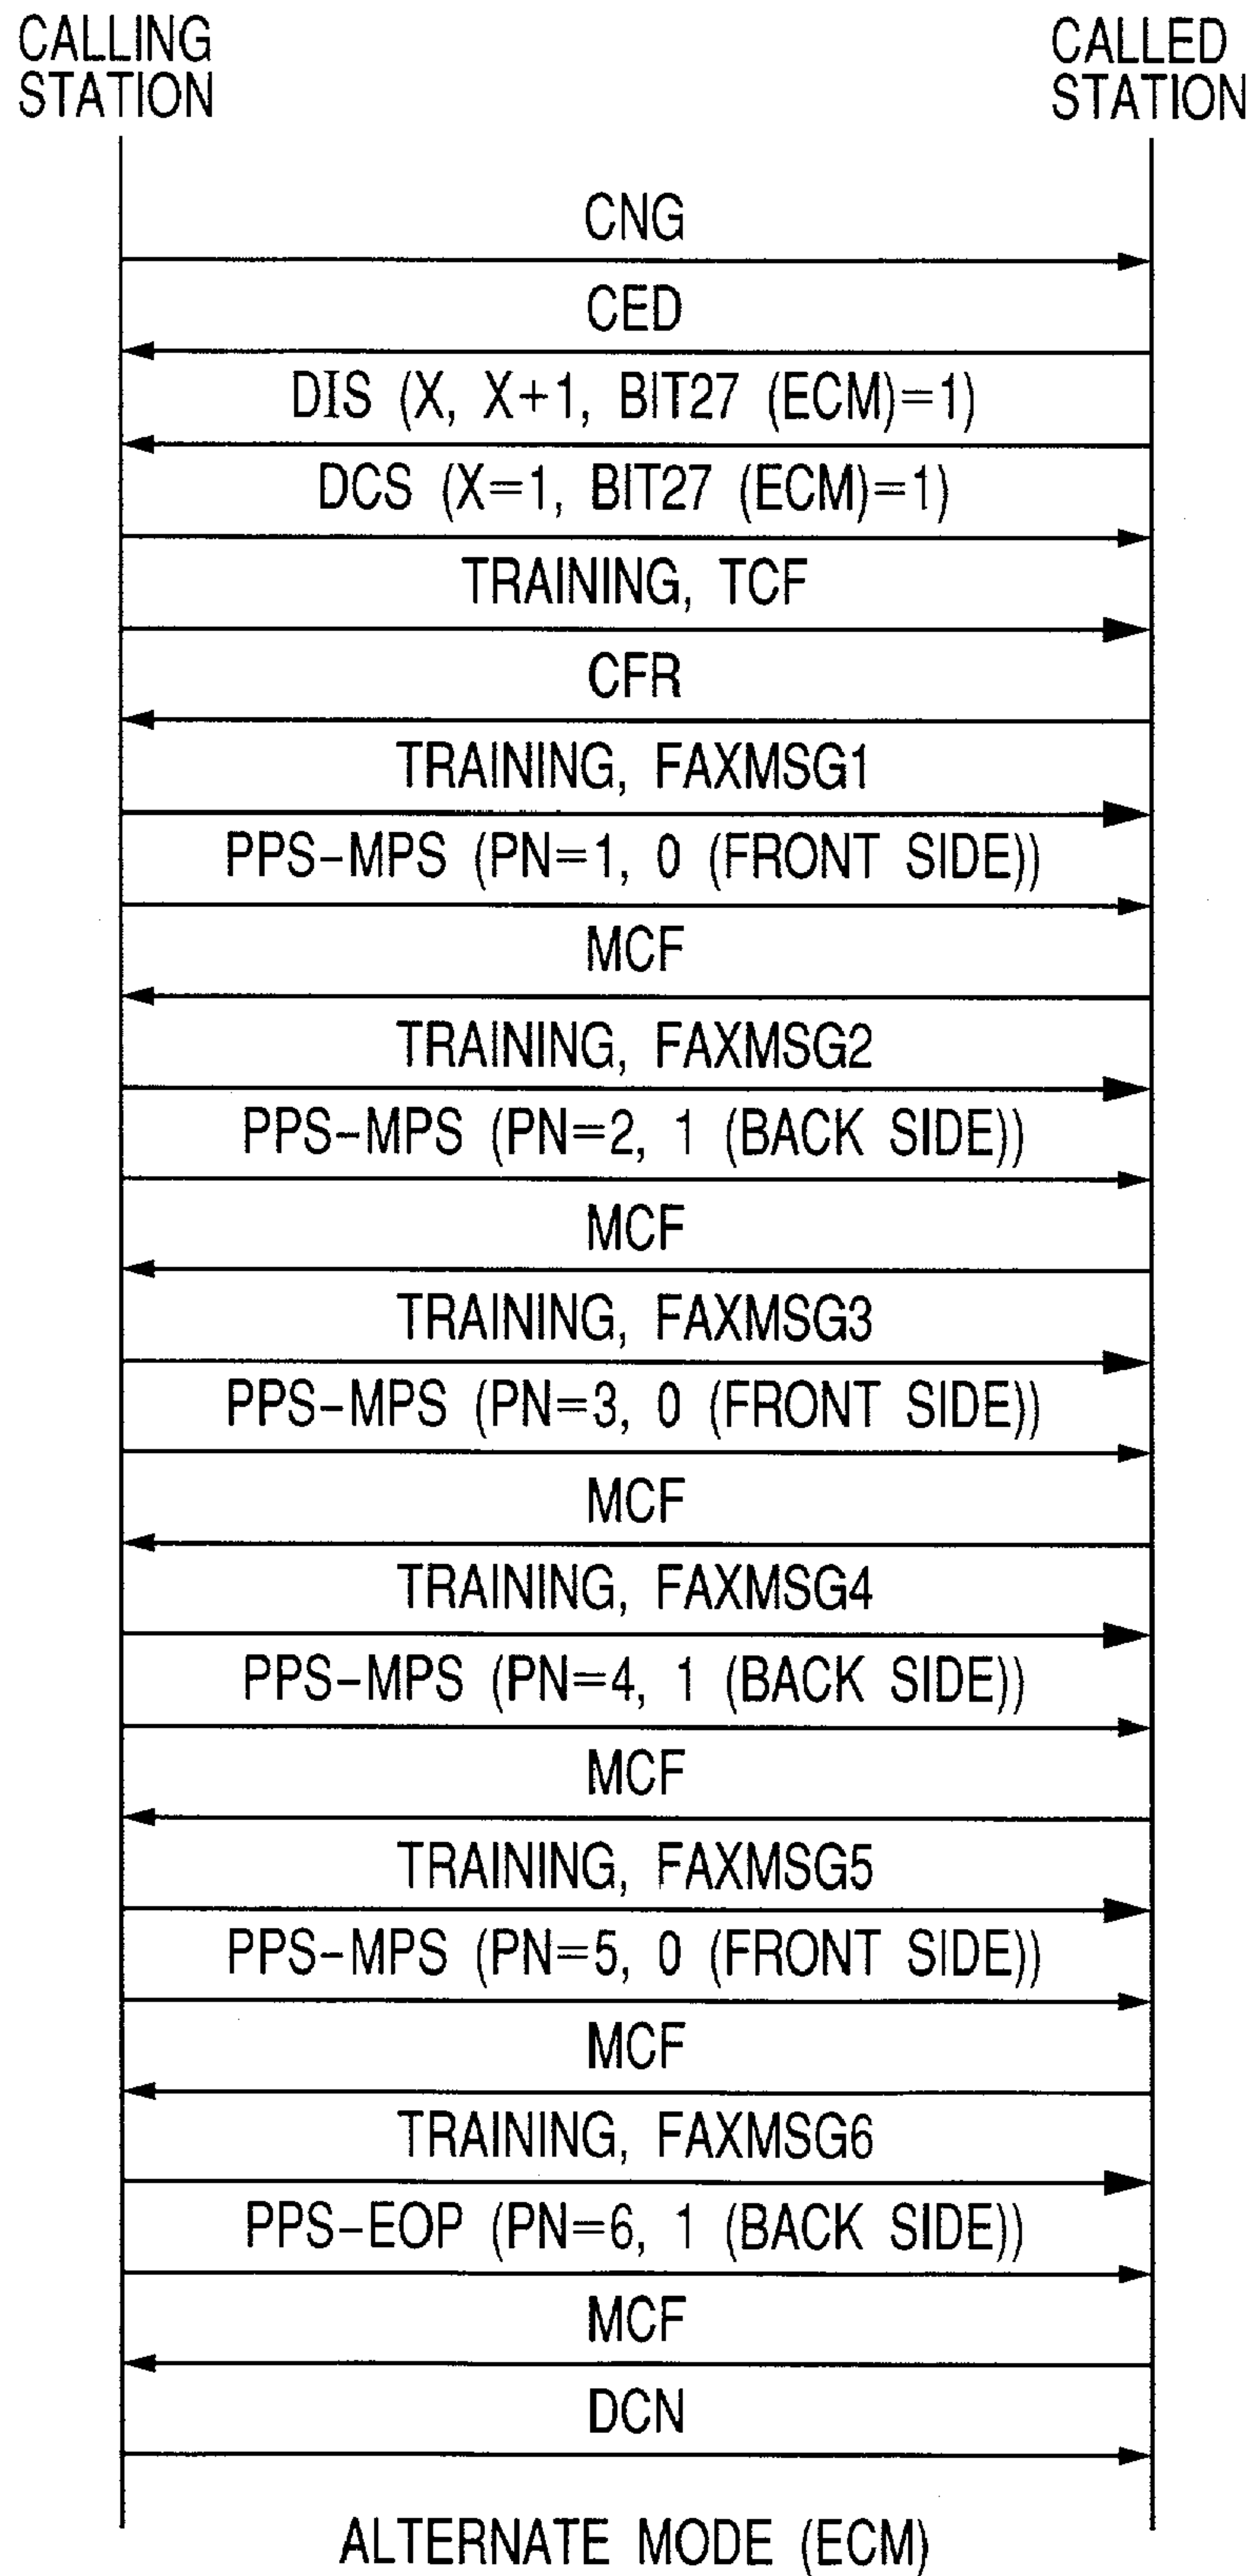 CALLING
STATION
CALLED
STATION
CNG
CED
DIS (X, X+1, BIT27 (ECM)=1)
DCS (X=1, BIT27 (ECM)=1)
TRAINING, TCF
CFR
TRAINING, FAXMSG1
PPS-MPS (PN=1, 0 (FRONT SIDE))
MCF
TRAINING, FAXMSG2
PPS-MPS (PN=2, 1 (BACK SIDE))
MCF
TRAINING, FAXMSG3
PPS-MPS (PN=3, 0 (FRONT SIDE))
MCF
TRAINING, FAXMSG4
PPS-MPS (PN=4, 1 (BACK SIDE))
MCF
TRAINING, FAXMSG5
PPS-MPS (PN=5, 0 (FRONT SIDE))
MCF
TRAINING, FAXMSG6
PPS-EOP (PN=6, 1 (BACK SIDE))
MCF
DCN
ALTERNATE MODE (ECM)